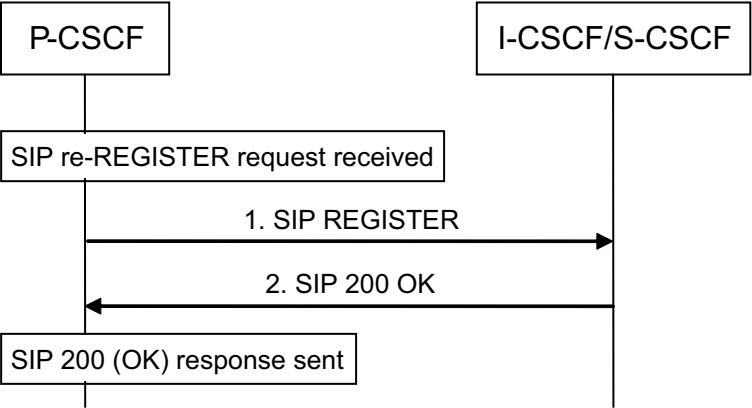 P-CSCF
I-CSCF/S-CSCF
SIP re-REGISTER request received
1. SIP REGISTER
2. SIP 200 OK
SIP 200 (OK) response sent